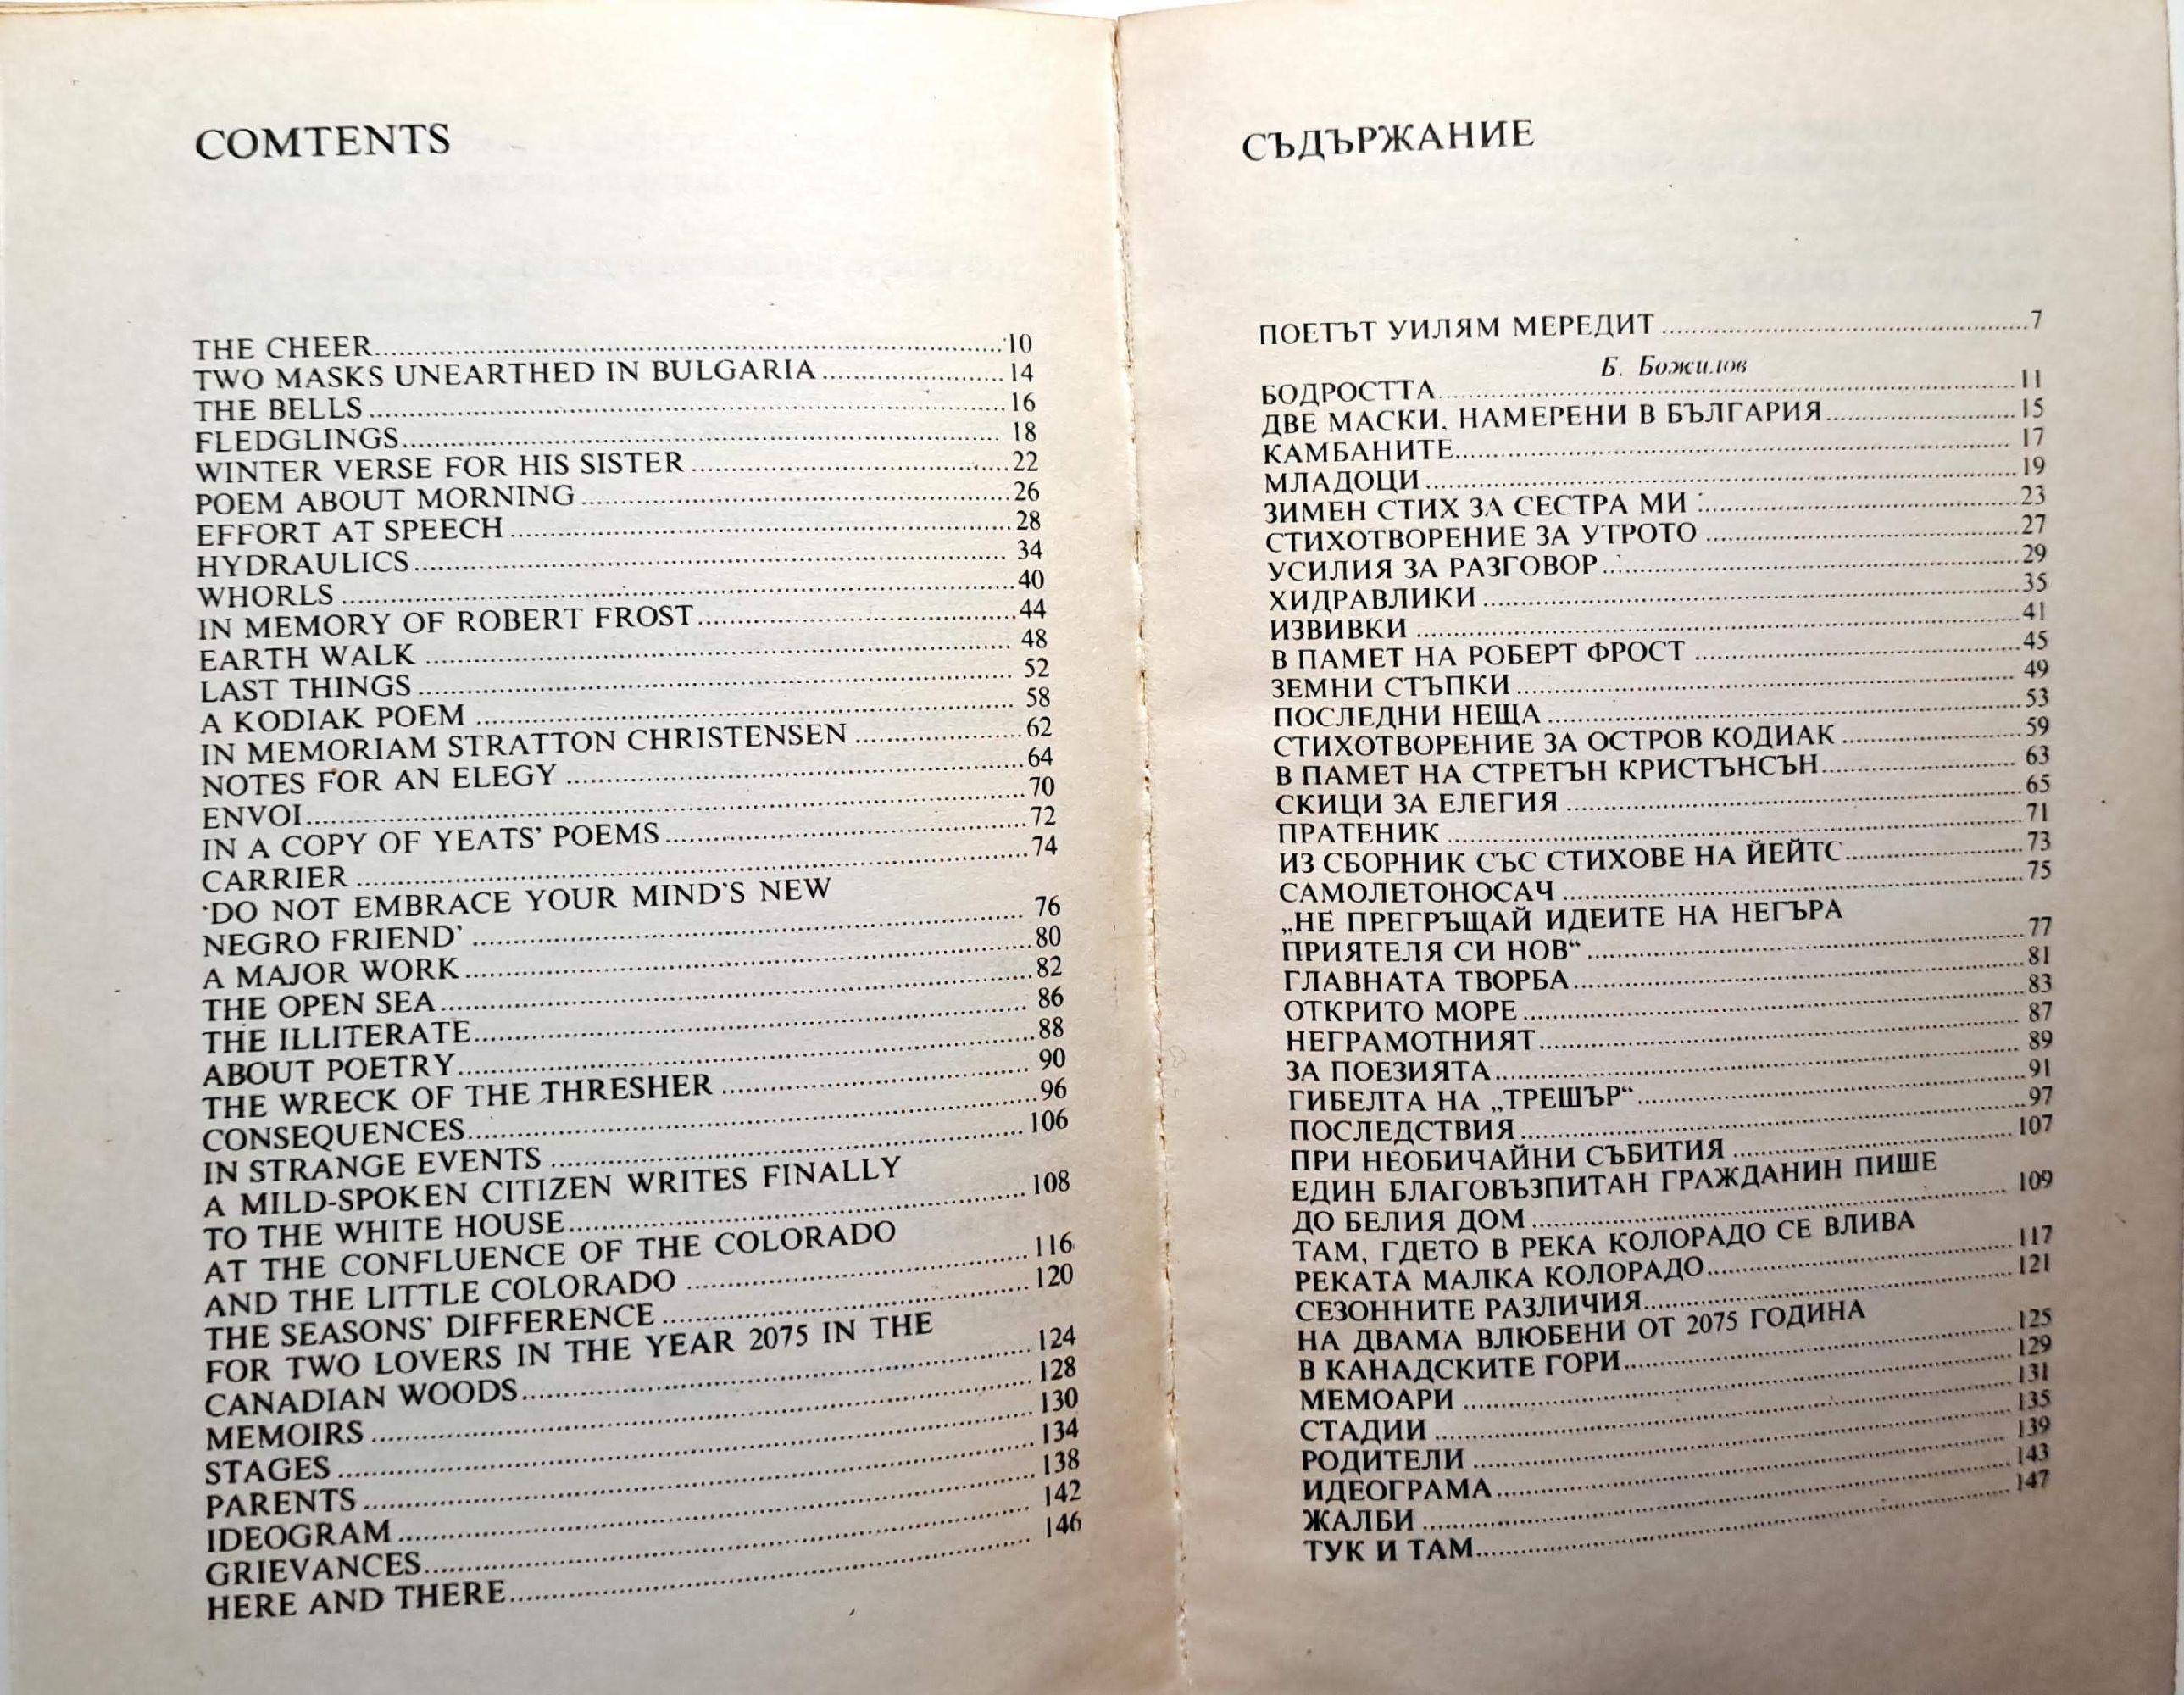 COMTENTS
THE CHEER 10
TWO MASKS UNEARTHED IN BULGARIA 14
THE BELLS 16
FLEDGLINGS 18
WINTER VERSE FOR HIS SISTER 22
POEM ABOUT MORNING 26
EFFORT AT SPEECH 28
HYDRAULICS 34
WHORLS 40
IN MEMORY OF ROBERT FROST 44
EARTH WALK 48
LAST THINGS 52
A KODIAK POEM 58
IN MEMORIAM STRATTON CHRISTENSEN 62
NOTES FOR AN ELEGY 64
ENVOI 70
IN A COPY OF YEATS' POEMS 72
CARRIER 74
'DO NOT EMBRACE YOUR MIND'S NEW
NEGRO FRIEND' 76
A MAJOR WORK 80
THE OPEN SEA 82
THE ILLITERATE 86
ABOUT POETRY 88
THE WRECK OF THE THRESHER 90
CONSEQUENCES 96
IN STRANGE EVENTS 106
A MILD-SPOKEN CITIZEN WRITES FINALLY
TO THE WHITE HOUSE 108
AT THE CONFLUENCE OF THE COLORADO
AND THE LITTLE COLORADO 116
THE SEASONS' DIFFERENCE 120
FOR TWO LOVERS IN THE YEAR 2075 IN THE
CANADIAN WOODS 124
MEMOIRS 128
STAGES 130
PARENTS 134
IDEOGRAM 138
GRIEVANCES 142
HERE AND THERE 146
СЪДЪРЖАНИЕ
ПОЕТЪТ УИЛЯМ МЕРЕДИТ 7
Б. Божилов
БОДРОСТТА 11
ДВЕ МАСКИ, НАМЕРЕНИ В БЪЛГАРИЯ 15
КАМБАНИТЕ 17
МЛАДОЦИ 19
ЗИМЕН СТИХ ЗА СЕСТРА МИ 23
СТИХОТВОРЕНИЕ ЗА УТРОТО 27
УСИЛИЯ ЗА РАЗГОВОР 29
ХИДРАВЛИКИ 35
ИЗВИВКИ 41
В ПАМЕТ НА РОБЕРТ ФРОСТ 45
ЗЕМНИ СТЪПКИ 49
ПОСЛЕДНИ НЕЩА 53
СТИХОТВОРЕНИЕ ЗА ОСТРОВ КОДИАК 59
В ПАМЕТ НА СТРЕТЪН КРИСТЪНСЪН 63
СКИЦИ ЗА ЕЛЕГИЯ 65
ПРАТЕНИК 71
ИЗ СБОРНИК СЪС СТИХОВЕ НА ЙЕЙТС 73
САМОЛЕТОНОСАЧ 75
„НЕ ПРЕГРЪЩАЙ ИДЕИТЕ НА НЕГЪРА
ПРИЯТЕЛЯ СИ НОВ“ 77
ГЛАВНАТА ТВОРБА 81
ОТКРИТО МОРЕ 83
НЕГРАМОТНИЯТ 87
ЗА ПОЕЗИЯТА 89
ГИБЕЛТА НА „ТРЕШЪР“ 91
ПОСЛЕДСТВИЯ 97
ПРИ НЕОБИЧАЙНИ СЪБИТИЯ 107
ЕДИН БЛАГОВЪЗПИТАН ГРАЖДАНИН ПИШЕ
ДО БЕЛИЯ ДОМ 109
ТАМ, ГДЕТО В РЕКА КОЛОРАДО СЕ ВЛИВА
РЕКАТА МАЛКА КОЛОРАДО 117
СЕЗОННИТЕ РАЗЛИЧИЯ 121
НА ДВАМА ВЛЮБЕНИ ОТ 2075 ГОДИНА
В КАНАДСКИТЕ ГОРИ 125
МЕМОАРИ 129
СТАДИИ 131
РОДИТЕЛИ 135
ИДЕОГРАМА 139
ЖАЛБИ 143
ТУК И ТАМ 147